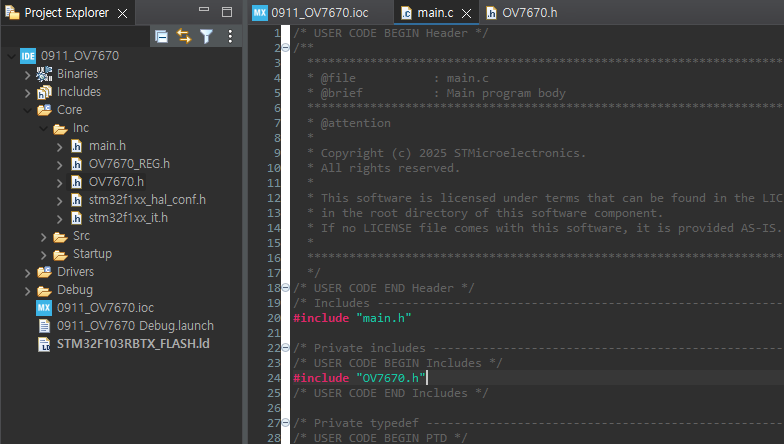 Project Explorer
0911_OV7670
Binaries
Includes
Core
Inc
main.h
OV7670_REG.h
OV7670.h
stm32f1xx_hal_conf.h
stm32f1xx_it.h
Src
Startup
Drivers
Debug
0911_OV7670.ioc
0911_OV7670 Debug.launch
STM32F103RBTX_FLASH.ld
0911_OV7670.ioc
main.c
OV7670.h
1 /* USER CODE BEGIN Header */
2 /**
3 ******************************************************************************
4 * @file : main.c
5 * @brief : Main program body
6 ******************************************************************************
7 * @attention
8 *
9 * Copyright (c) 2025 STMicroelectronics.
10 * All rights reserved.
11 *
12 * This software is licensed under terms that can be found in the LIC
13 * in the root directory of this software component.
14 * If no LICENSE file comes with this software, it is provided AS-IS.
15 *
16 ******************************************************************************
17 */
18 /* USER CODE END Header */
19 /* Includes ------------------------------------------------------------------
20 #include "main.h"
21
22 /* Private includes ----------------------------------------------------------
23 /* USER CODE BEGIN Includes */
24 #include "OV7670.h"
25 /* USER CODE END Includes */
26
27 /* Private typedef -----------------------------------------------------------
28 /* USER CODE BEGIN PTD */